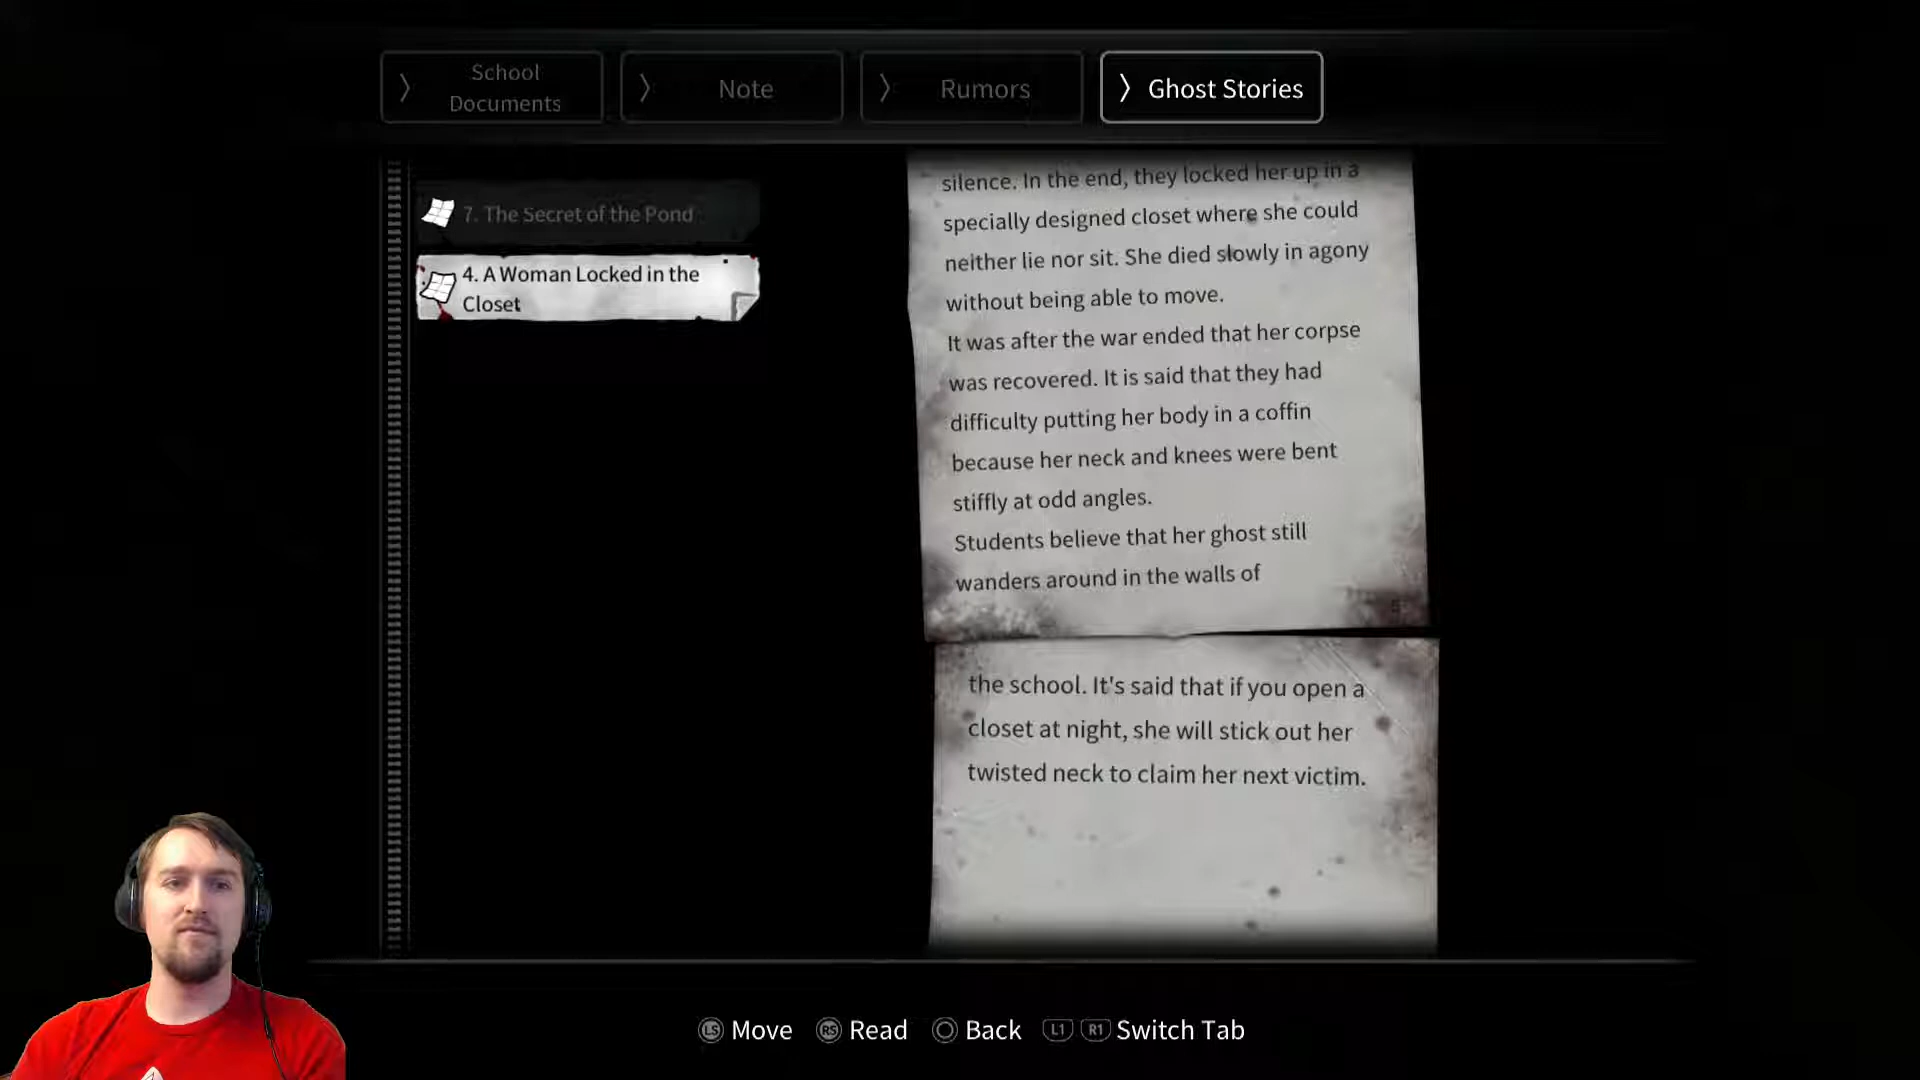 School
Documents
Note
Rumors
Ghost Stories
7. The Secret of the Pond
4. A Woman Locked in the
Closet
silence. In the end, they locked her up in a
specially designed closet where she could
neither lie nor sit. She died slowly in agony
without being able to move.
It was after the war ended that her corpse
was recovered. It is said that they had
difficulty putting her body in a coffin
because her neck and knees were bent
stiffly at odd angles.
Students believe that her ghost still
wanders around in the walls of
the school. It's said that if you open a
closet at night, she will stick out her
twisted neck to claim her next victim.
LS Move RS Read Back L1 R1 Switch Tab